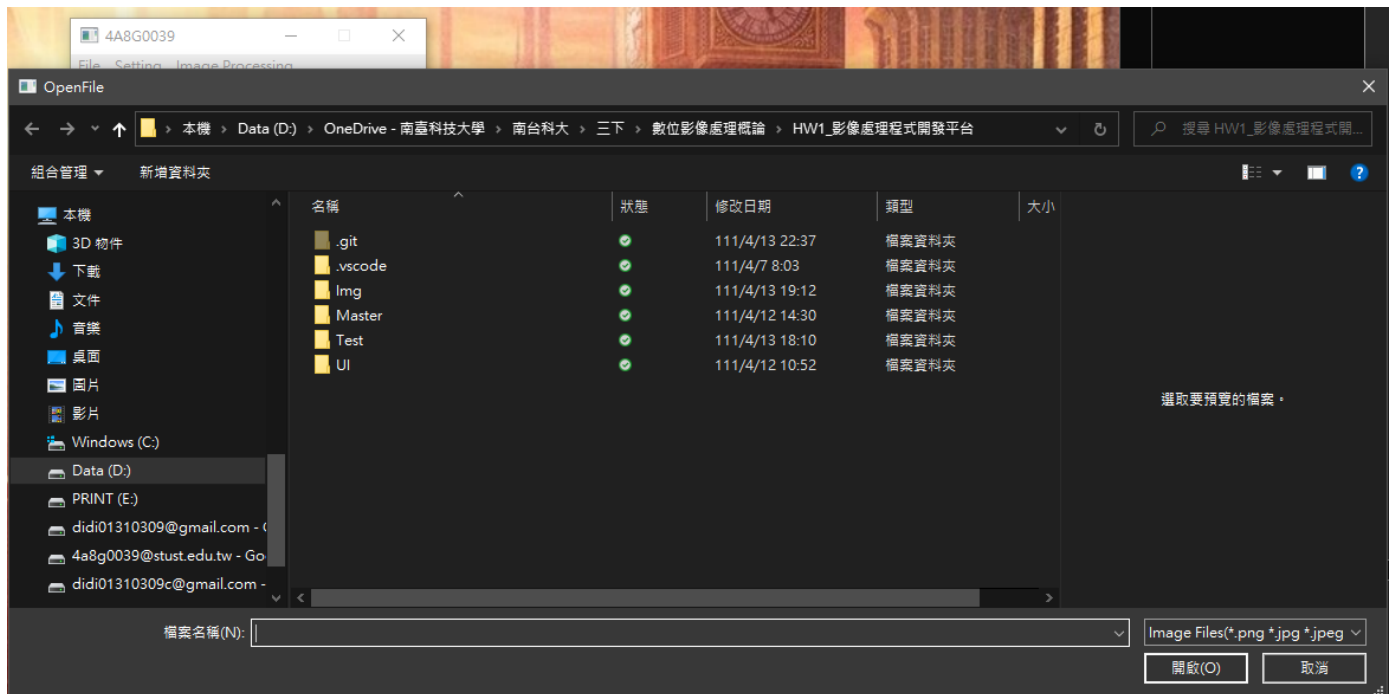 4A8G0039
File Setting Image Processing
OpenFile
本機 › Data (D:) › OneDrive - 南臺科技大學 › 南台科大 › 三下 › 數位影像處理概論 › HW1_影像處理程式開發平台
搜尋 HW1_影像處理程式開...
組合管理 新增資料夾
本機
3D 物件
下載
文件
音樂
桌面
圖片
影片
Windows (C:)
Data (D:)
PRINT (E:)
didi01310309@gmail.com -
4a8g0039@stust.edu.tw - Go
didi01310309c@gmail.com -
名稱 狀態 修改日期 類型 大小
.git 111/4/13 22:37 檔案資料夾
.vscode 111/4/7 8:03 檔案資料夾
Img 111/4/13 19:12 檔案資料夾
Master 111/4/12 14:30 檔案資料夾
Test 111/4/13 18:10 檔案資料夾
UI 111/4/12 10:52 檔案資料夾
選取要預覽的檔案。
檔案名稱(N):
Image Files(*.png *.jpg *.jpeg
開啟(O) 取消